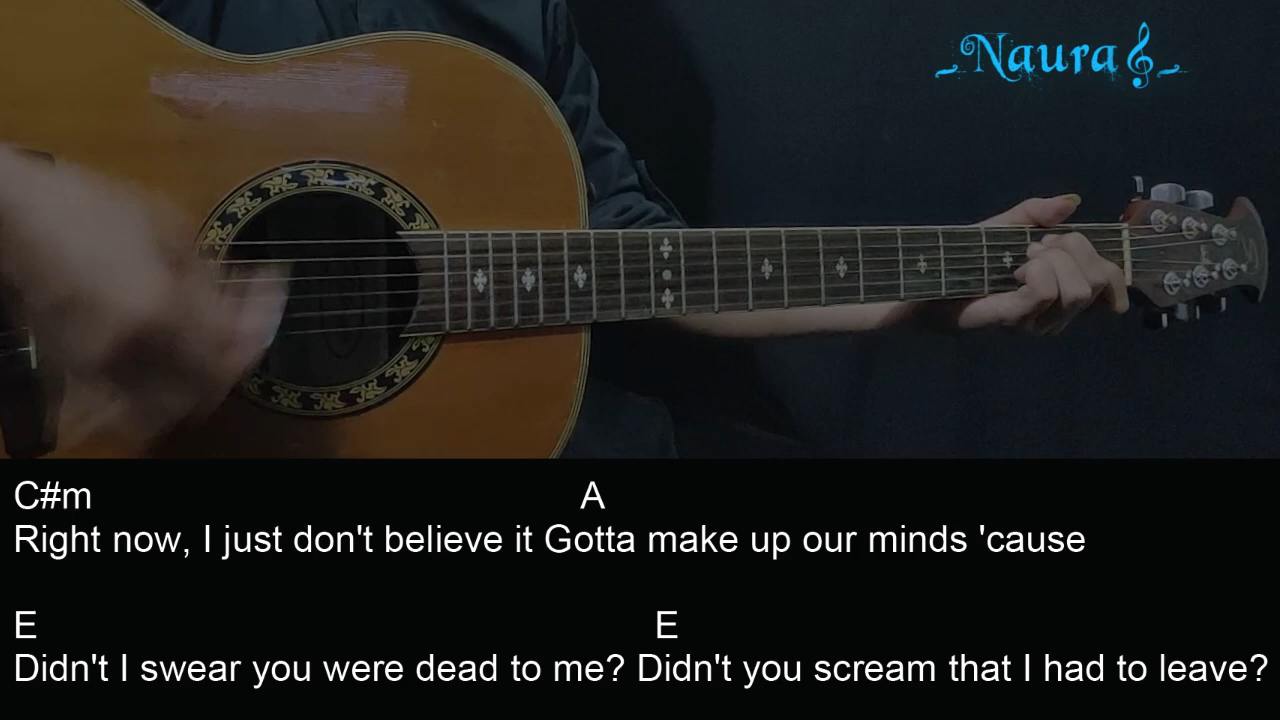 Naura
C#m A
Right now, I just don't believe it Gotta make up our minds 'cause
E E
Didn't I swear you were dead to me? Didn't you scream that I had to leave?